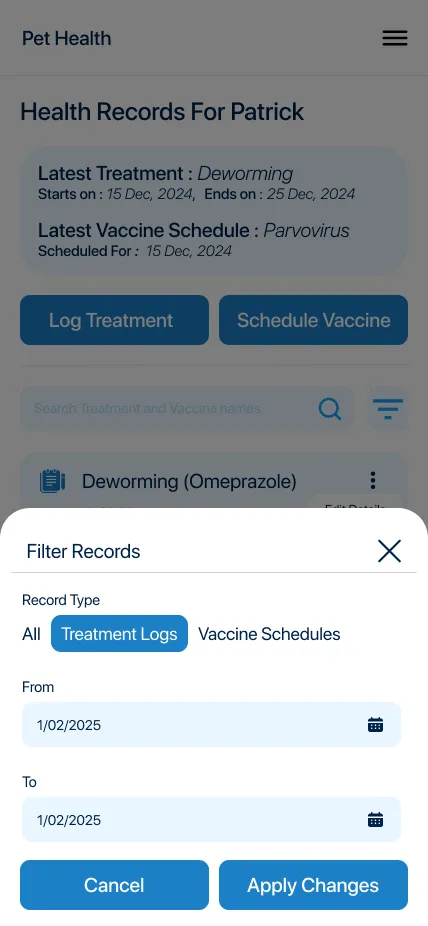 Pet Health
Health Records For Patrick
Latest Treatment : Deworming
Starts on : 15 Dec, 2024, Ends on : 25 Dec, 2024
Latest Vaccine Schedule : Parvovirus
Scheduled For : 15 Dec, 2024
Log Treatment
Schedule Vaccine
Search Treatment and Vaccine names
Deworming (Omeprazole)
Edit Details
Filter Records
Record Type
All
Treatment Logs
Vaccine Schedules
From
1/02/2025
To
1/02/2025
Cancel
Apply Changes